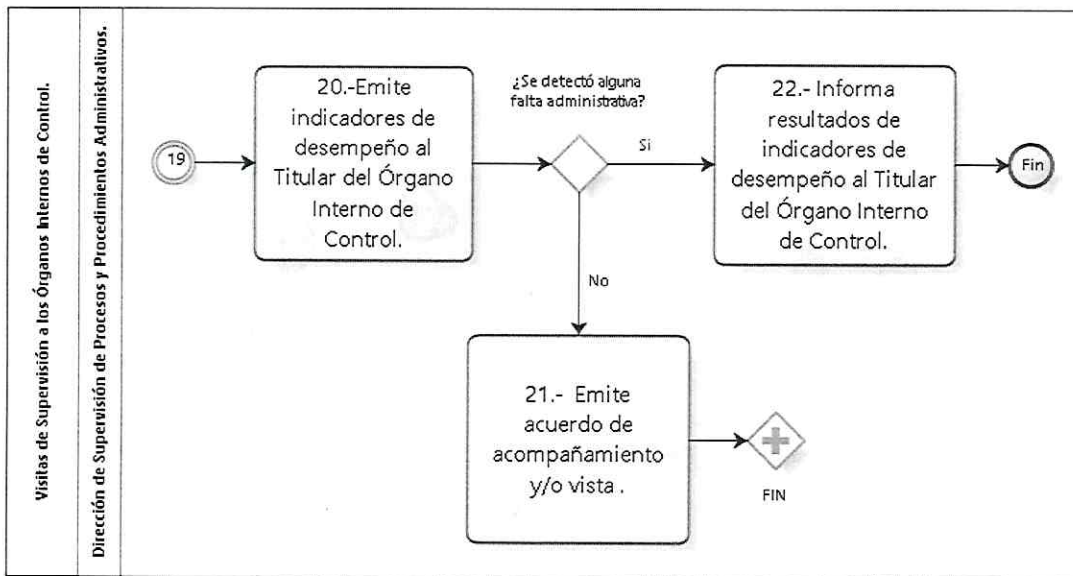 Visitas de Supervisión a los Órganos Internos de Control.
Dirección de Supervisión de Procesos y Procedimientos Administrativos.
19
20.-Emite
indicadores de
desempeño al
Titular del Órgano
Interno de
Control.
¿Se detectó alguna
falta administrativa?
Si
22.- Informa
resultados de
indicadores de
desempeño al Titular
del Órgano Interno
de Control.
Fin
No
21.- Emite
acuerdo de
acompañamiento
y/o vista .
FIN